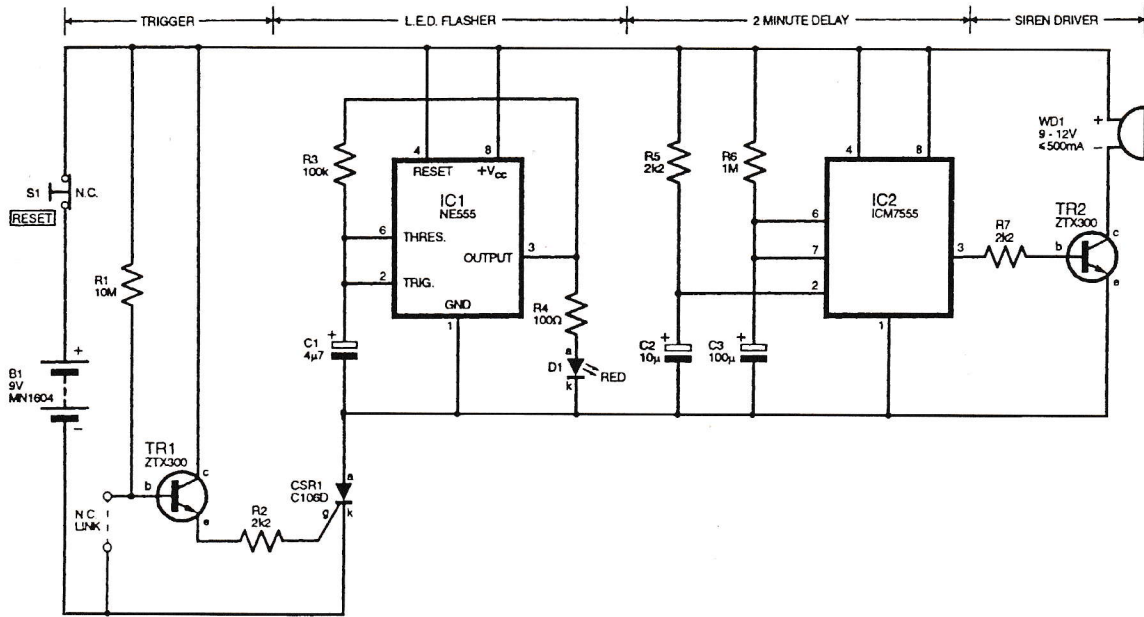 TRIGGER
L.E.D. FLASHER
2 MINUTE DELAY
SIREN DRIVER
S1
N.C.
RESET
R1
10M
B1
9V
MN1604
+
−
N.C
LINK
TR1
ZTX300
b
c
e
R2
2k2
CSR1
C106D
a
g
k
R3
100k
C1
4µ7
+
4
8
RESET
+Vcc
IC1
NE555
6
THRES.
OUTPUT
3
2
TRIG.
GND
1
R4
100Ω
D1
a
k
RED
R5
2k2
R6
1M
C2
10µ
+
C3
100µ
+
4
8
IC2
ICM7555
6
7
2
3
1
R7
2k2
TR2
ZTX300
b
c
e
WD1
9 - 12V
≤500mA
+
−